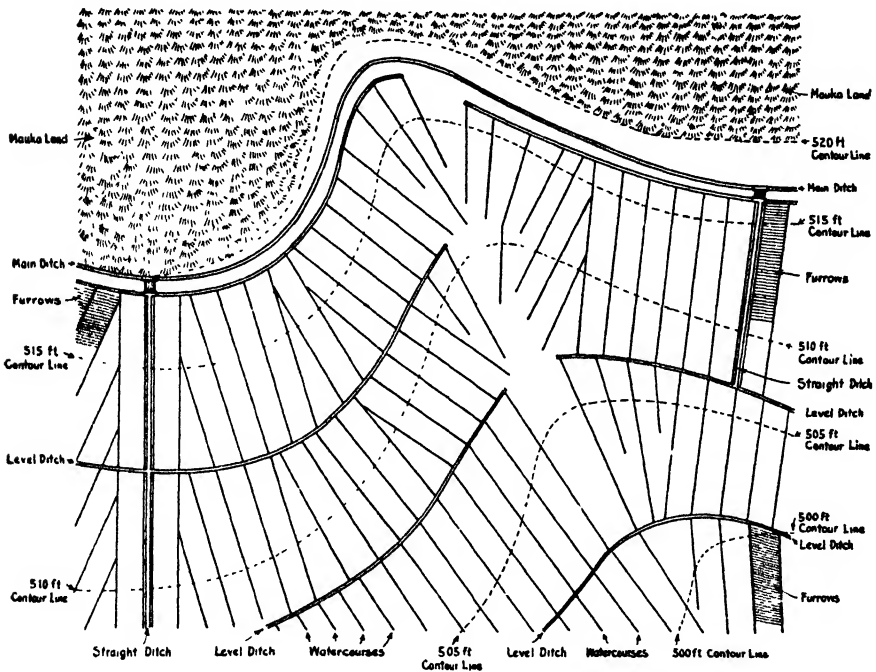 Mauka Land
Main Ditch
Furrows
515 ft
Contour Line
Level Ditch
510 ft
Contour Line
Mauka Land
520 ft
Contour Line
Main Ditch
515 ft
Contour Line
Furrows
510 ft
Contour Line
Straight Ditch
Level Ditch
505 ft
Contour Line
500 ft
Contour Line
Level Ditch
Furrows
Straight Ditch
Level Ditch
Watercourses
505 ft
Contour Line
Level Ditch
Watercourses
500 ft Contour Line